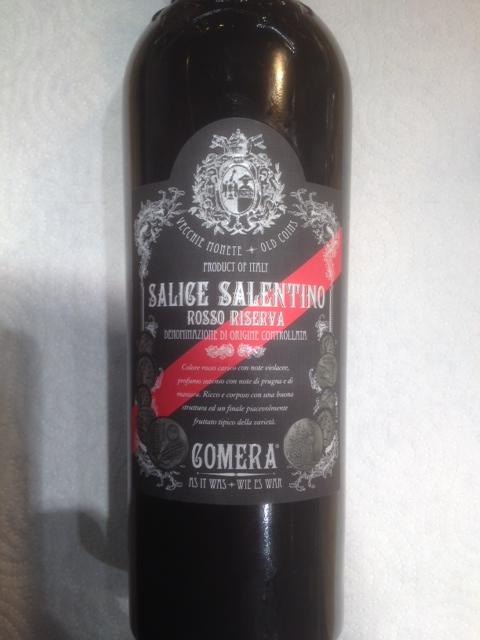 VECCHIE MONETE + OLD COINS
PRODUCT OF ITALY
SALICE SALENTINO
ROSSO RISERVA
DENOMINAZIONE DI ORIGINE CONTROLLATA
Colore rosso carico con note violacee,
profumo intenso con note di prugna e di
marasca. Ricco e corposo con una buona
struttura ed un finale piacevolmente
fruttato tipico della varietà.
COMERA
AS IT WAS + WIE ES WAR